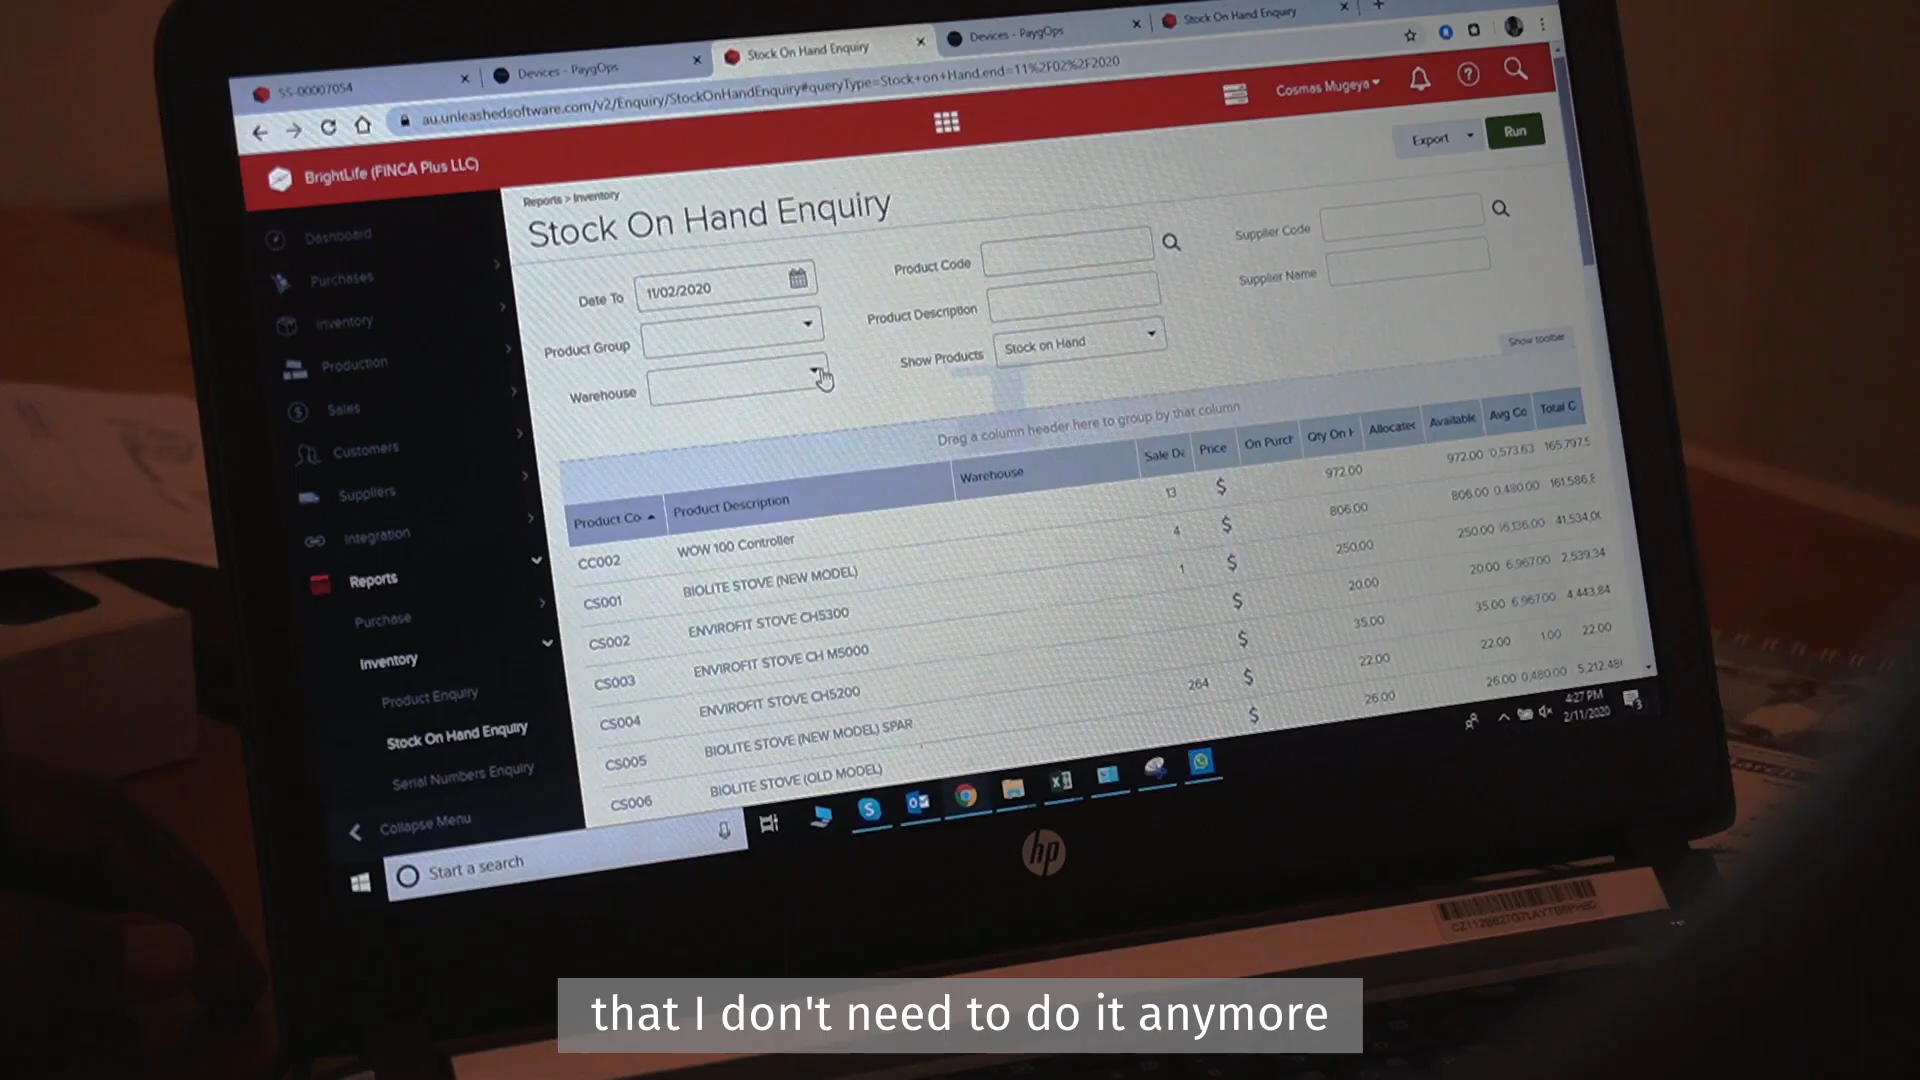 SS-00007054
Devices - PaygOps
Stock On Hand Enquiry
Devices - PaygOps
Stock On Hand Enquiry
au.unleashedsoftware.com/v2/Enquiry/StockOnHandEnquiry#queryType=Stock+on+Hand.end=11%2F02%2F2020
BrightLife (FINCA Plus LLC)
Cosmas Mugeya
Export
Run
Dashboard
Purchases
Inventory
Production
Sales
Customers
Suppliers
Integration
Reports
Purchase
Inventory
Product Enquiry
Stock On Hand Enquiry
Serial Numbers Enquiry
Collapse Menu
Reports > Inventory
Stock On Hand Enquiry
Date To 11/02/2020
Product Group
Warehouse
Product Code
Product Description
Show Products Stock on Hand
Supplier Code
Supplier Name
Show toolbar
Drag a column header here to group by that column
Product Co Product Description Warehouse Sale Price On Purch Qty On Allocated Available Avg Co Total C
CC002 WOW 100 Controller 13 $ 972.00 972.00 165,797.5
CS001 BIOLITE STOVE (NEW MODEL) 4 $ 806.00 806.00 0,480.00 161,586,
CS002 ENVIROFIT STOVE CH5300 1 $ 250.00 250.00 41,534,0
CS003 ENVIROFIT STOVE CH M5000 $ 20.00 20.00 6,967.00 2,539.34
CS004 ENVIROFIT STOVE CH5200 $ 35.00 35.00 6,967.00 4,443,84
CS005 BIOLITE STOVE (NEW MODEL) SPAR 264 $ 22.00 22.00 1.00 22.00
CS006 BIOLITE STOVE (OLD MODEL) $ 26.00 26.00 0,480.00 5,212,48
Start a search
4:27 PM
2/11/2020
hp
that I don't need to do it anymore